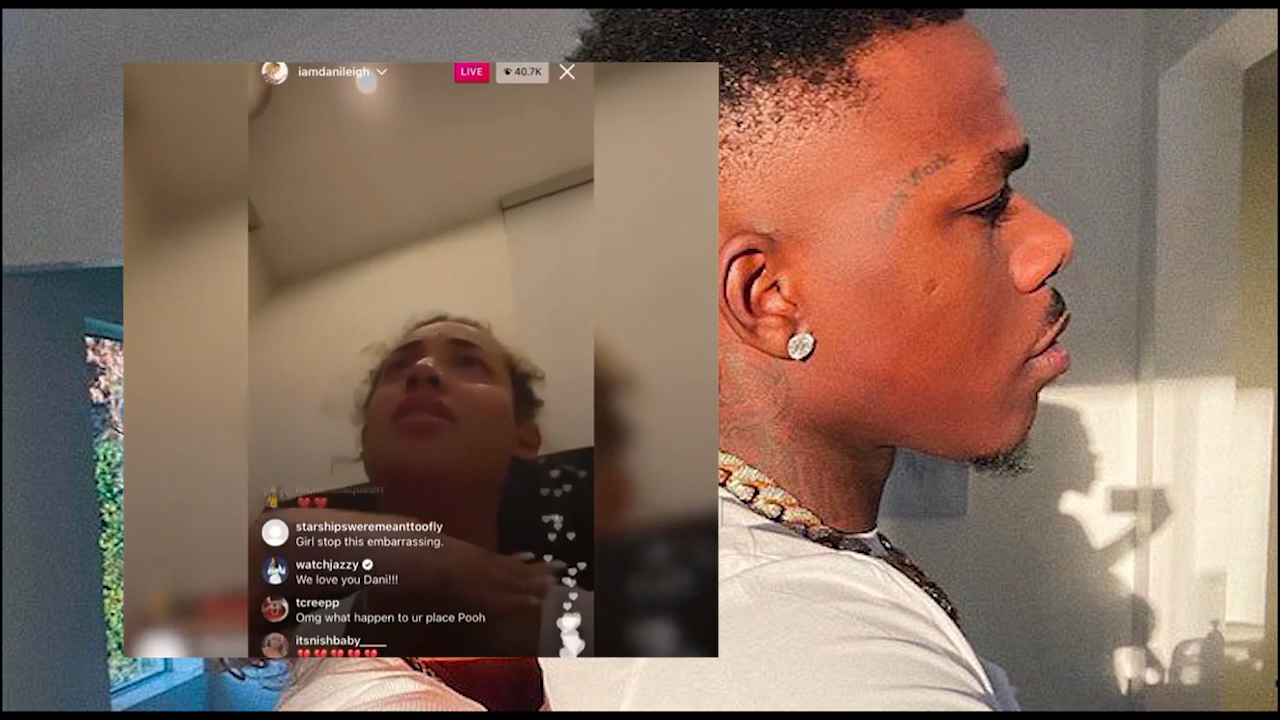 iamdanileigh
LIVE
40.7K
starshipsweremeanttoofly
Girl stop this embarrassing.
watchjazzy
We love you Dani!!!
tcreepp
Omg what happen to ur place Pooh
itsnishbaby____